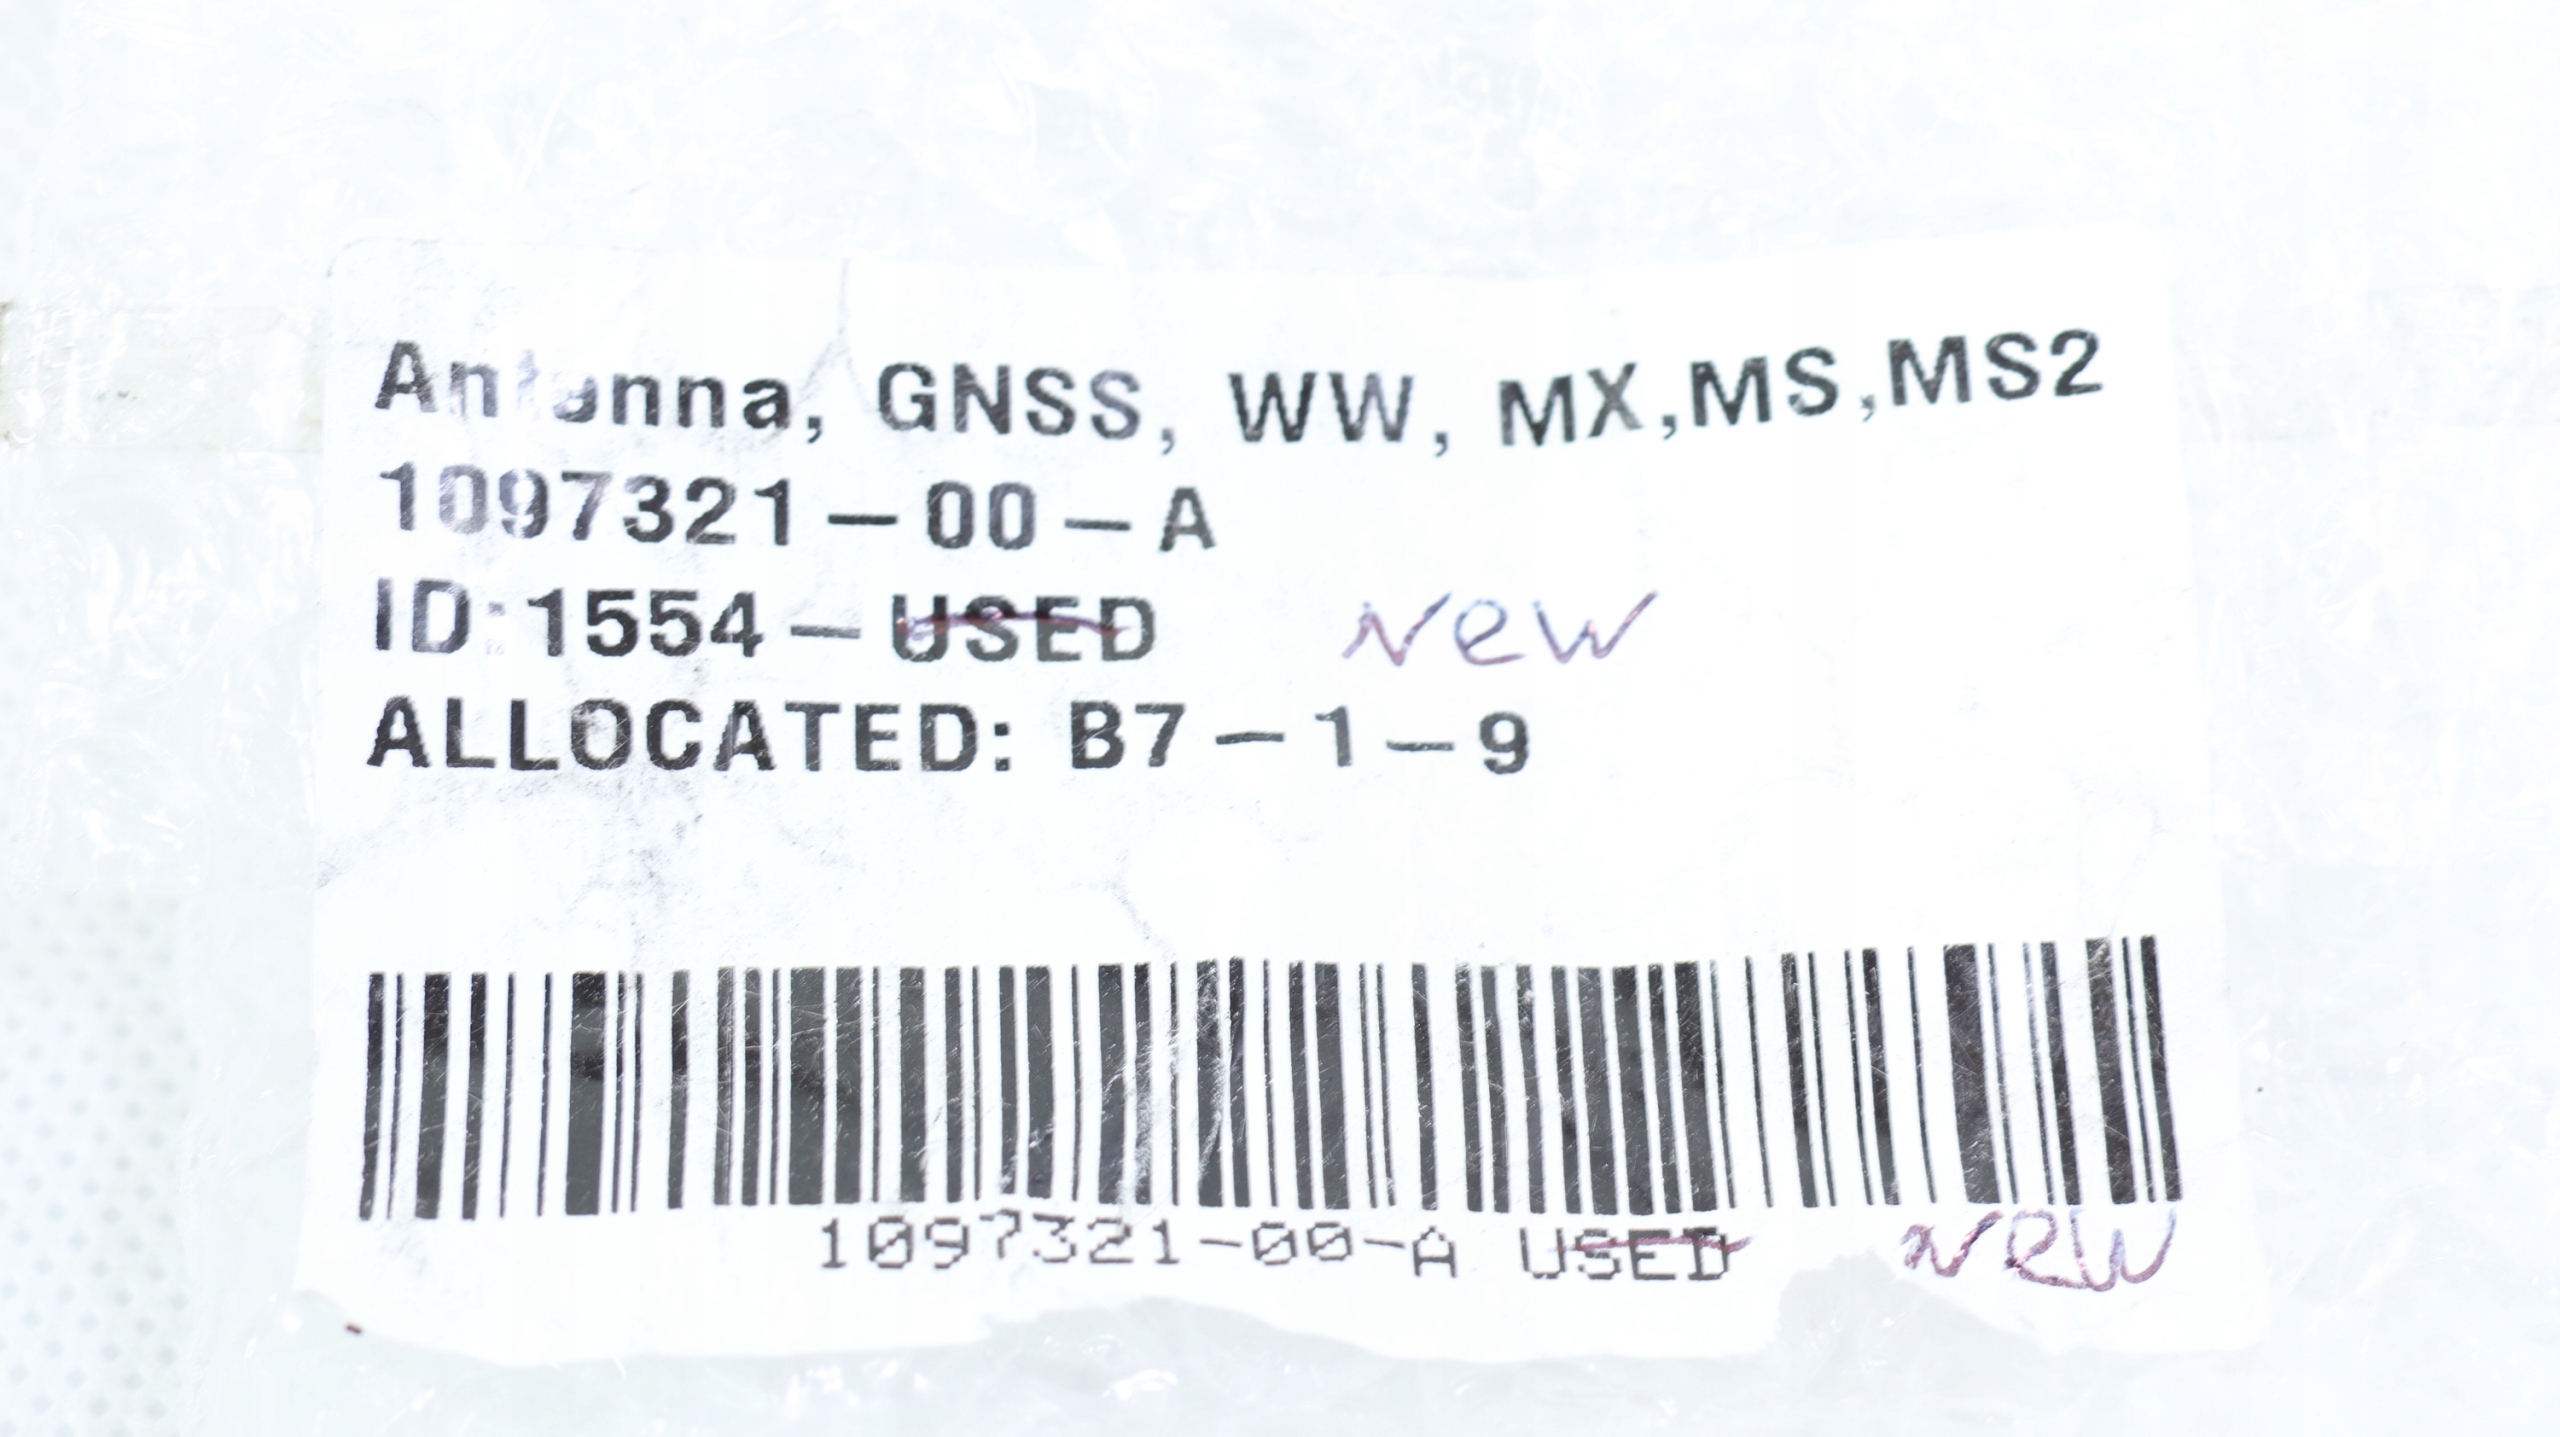 Antenna, GNSS, WW, MX,MS,MS2
1097321-00-A
ID:1554-USED new
ALLOCATED: B7-1-9
1097321-00-A USED new